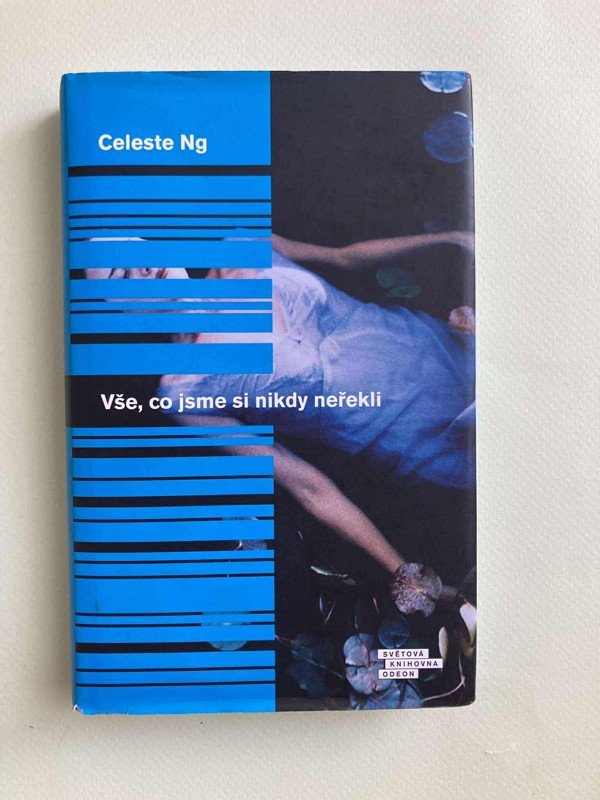 Celeste Ng
Vše, co jsme si nikdy neřekli
SVĚTOVÁ
KNIHOVNA
ODEON